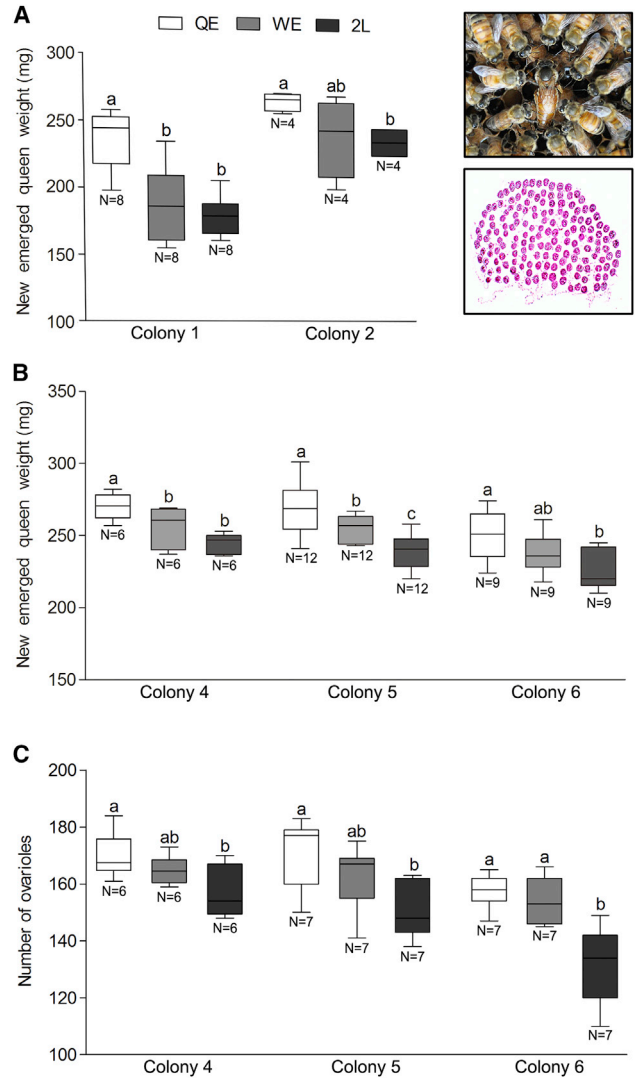 A
QE WE 2L
New emerged queen weight (mg)
300
250
200
150
100
a
b
b
a
ab
b
N=8
N=8
N=8
N=4
N=4
N=4
Colony 1 Colony 2
B
New emerged queen weight (mg)
350
300
250
200
150
a
b
b
a
b
c
a
ab
b
N=6
N=6
N=6
N=12
N=12
N=12
N=9
N=9
N=9
Colony 4 Colony 5 Colony 6
C
Number of ovarioles
200
180
160
140
120
100
a
ab
b
a
ab
b
a
a
b
N=6
N=6
N=6
N=7
N=7
N=7
N=7
N=7
N=7
Colony 4 Colony 5 Colony 6